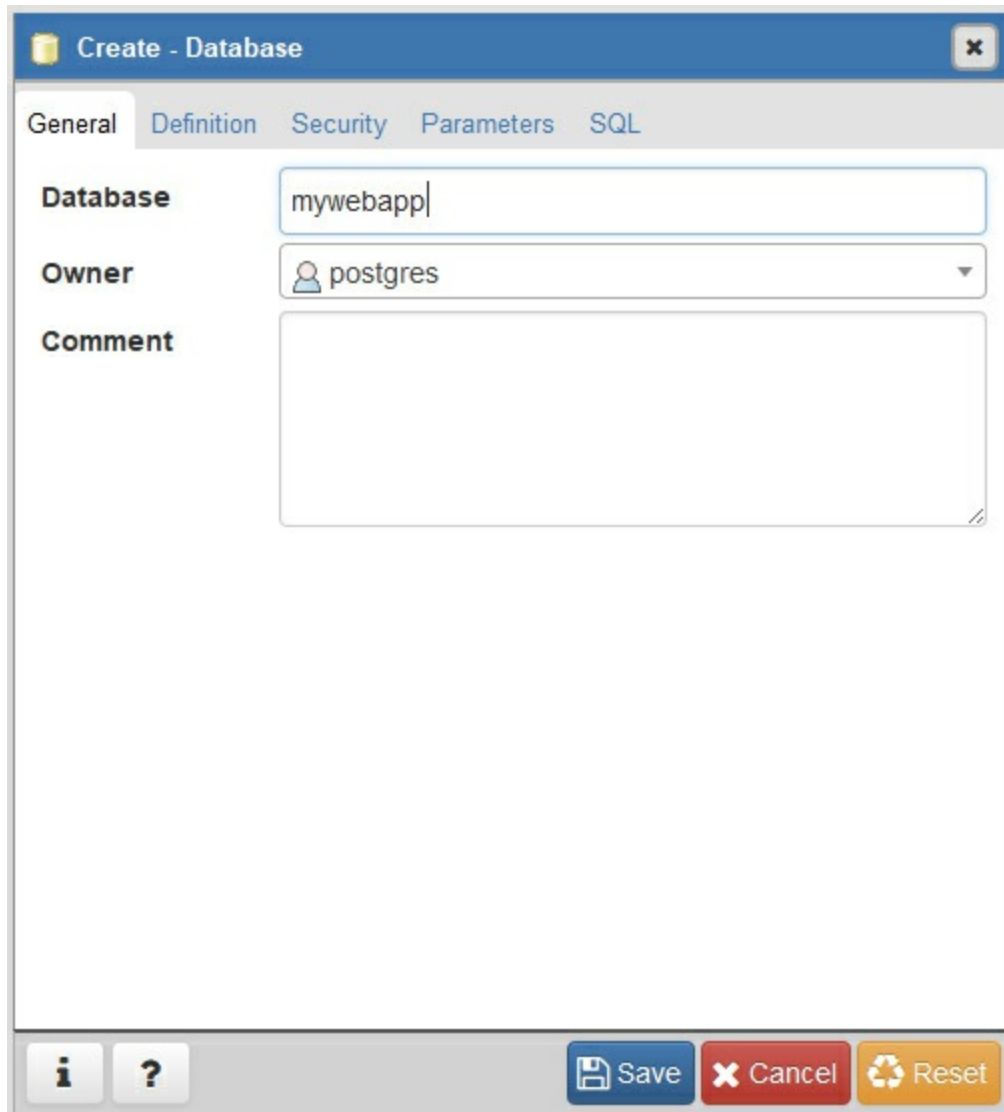 Create - Database
General Definition Security Parameters SQL
Database mywebapp
Owner postgres
Comment
i ? Save Cancel Reset